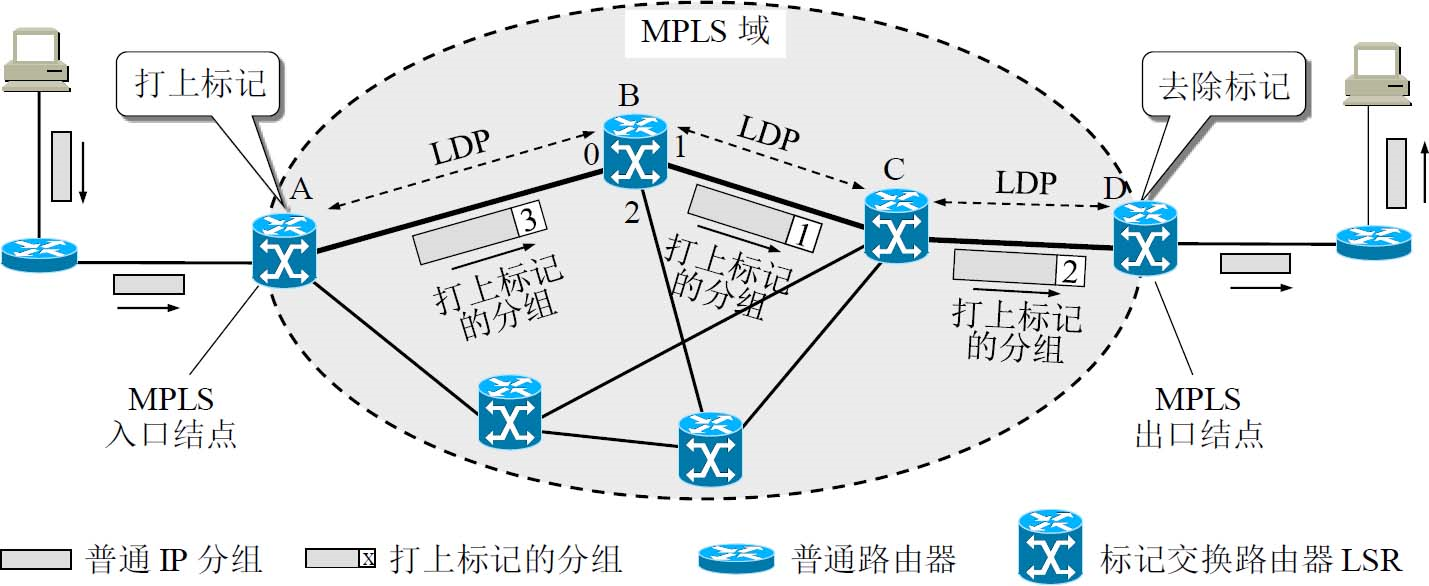 MPLS 域
打上标记
去除标记
B
LDP
LDP
0
1
C
A
LDP
D
2
3
1
2
打上标记
的分组
打上标记
的分组
打上标记
的分组
MPLS
入口结点
MPLS
出口结点
普通 IP 分组
x
打上标记的分组
普通路由器
标记交换路由器 LSR